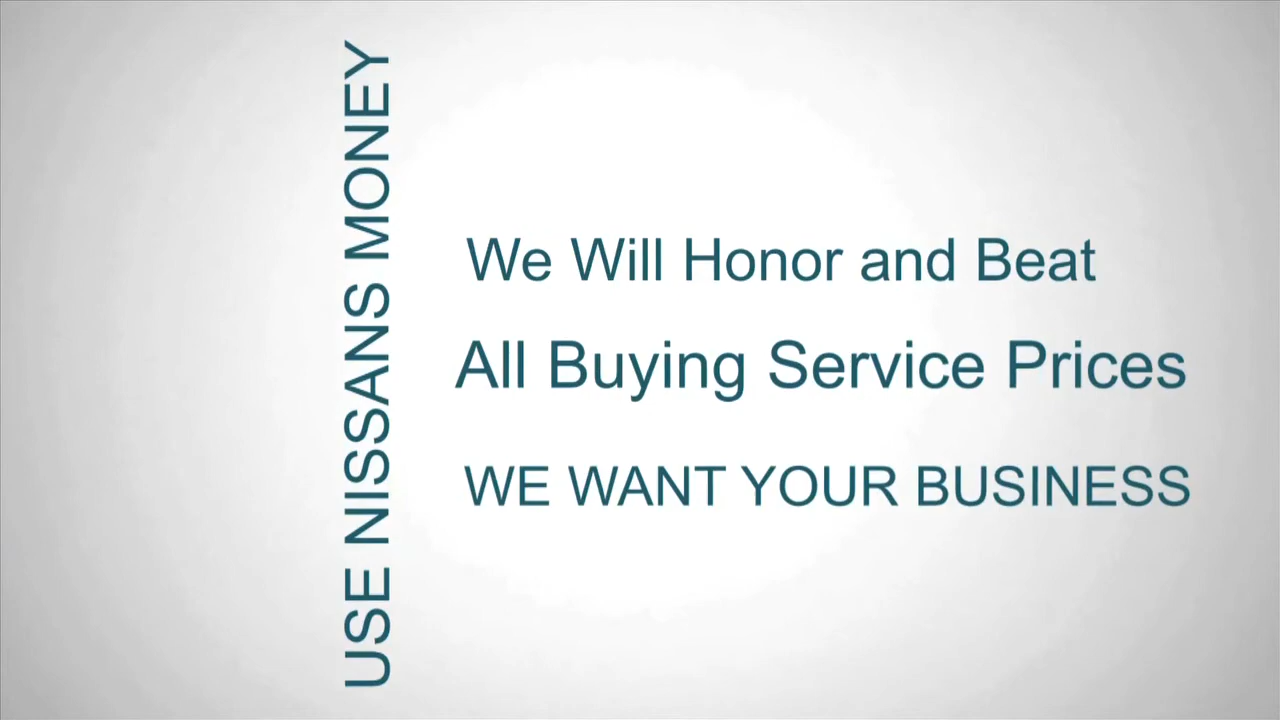 USE NISSANS MONEY
We Will Honor and Beat
All Buying Service Prices
WE WANT YOUR BUSINESS